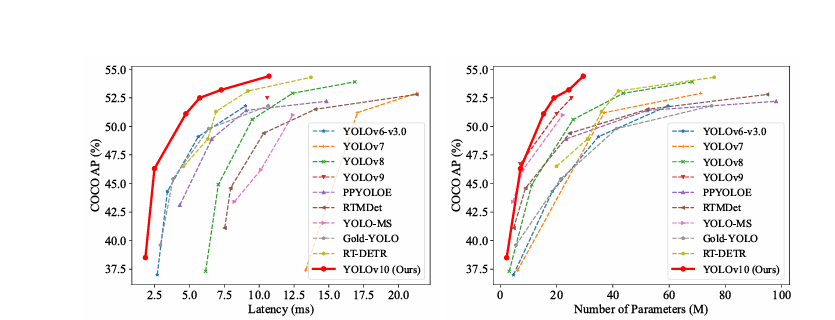 55.0
52.5
50.0
47.5
45.0
42.5
40.0
37.5
COCO AP (%)
2.5 5.0 7.5 10.0 12.5 15.0 17.5 20.0
Latency (ms)
YOLOv6-v3.0
YOLOv7
YOLOv8
YOLOv9
PPYOLOE
RTMDet
YOLO-MS
Gold-YOLO
RT-DETR
YOLOv10 (Ours)
55.0
52.5
50.0
47.5
45.0
42.5
40.0
37.5
COCO AP (%)
0 20 40 60 80 100
Number of Parameters (M)
YOLOv6-v3.0
YOLOv7
YOLOv8
YOLOv9
PPYOLOE
RTMDet
YOLO-MS
Gold-YOLO
RT-DETR
YOLOv10 (Ours)